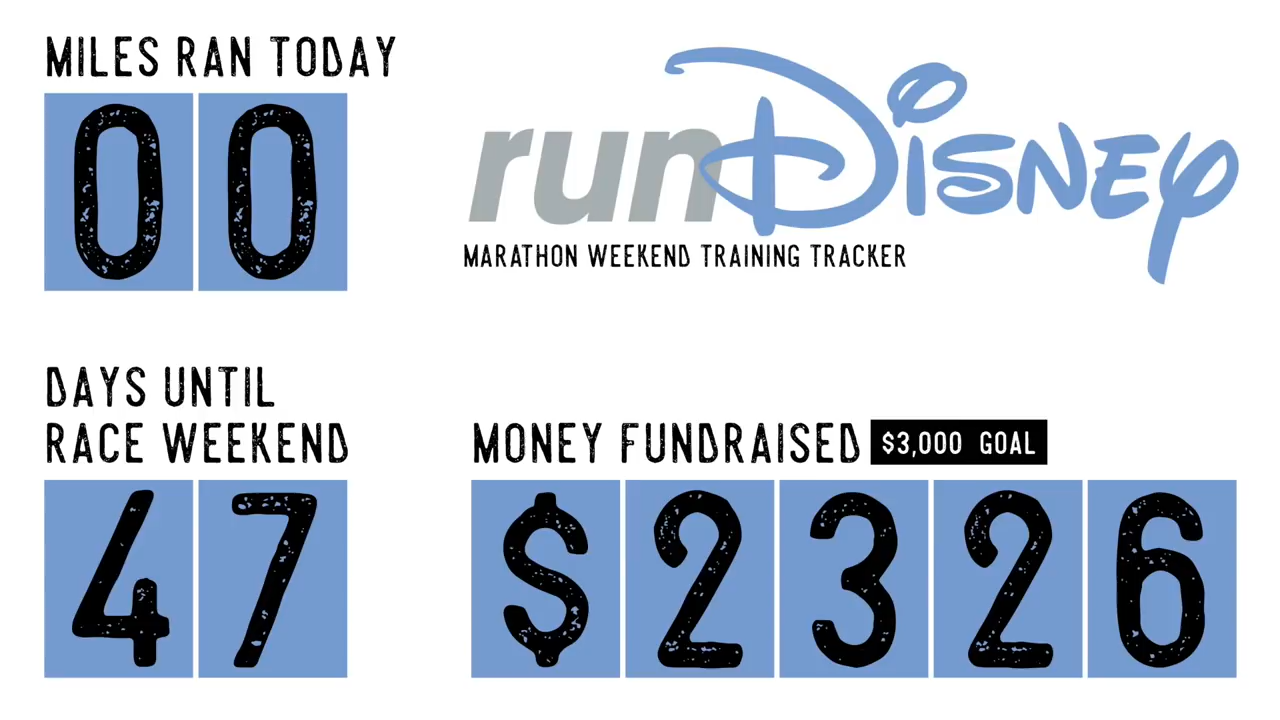 MILES RAN TODAY
00
runDisney
MARATHON WEEKEND TRAINING TRACKER
DAYS UNTIL
RACE WEEKEND
47
MONEY FUNDRAISED $3,000 GOAL
$2326